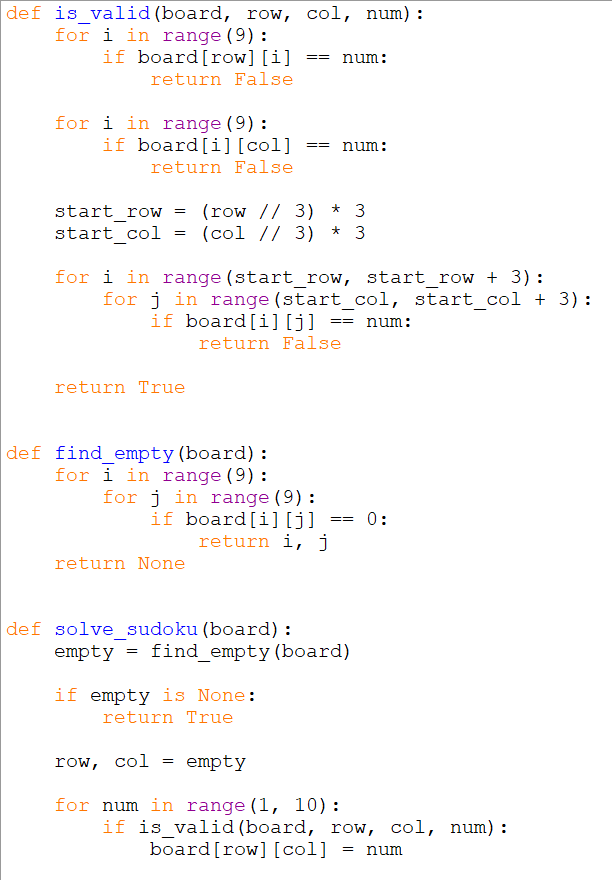 def is_valid(board, row, col, num):
    for i in range(9):
        if board[row][i] == num:
            return False

    for i in range(9):
        if board[i][col] == num:
            return False

    start_row = (row // 3) * 3
    start_col = (col // 3) * 3

    for i in range(start_row, start_row + 3):
        for j in range(start_col, start_col + 3):
            if board[i][j] == num:
                return False

    return True


def find_empty(board):
    for i in range(9):
        for j in range(9):
            if board[i][j] == 0:
                return i, j
    return None


def solve_sudoku(board):
    empty = find_empty(board)

    if empty is None:
        return True

    row, col = empty

    for num in range(1, 10):
        if is_valid(board, row, col, num):
            board[row][col] = num